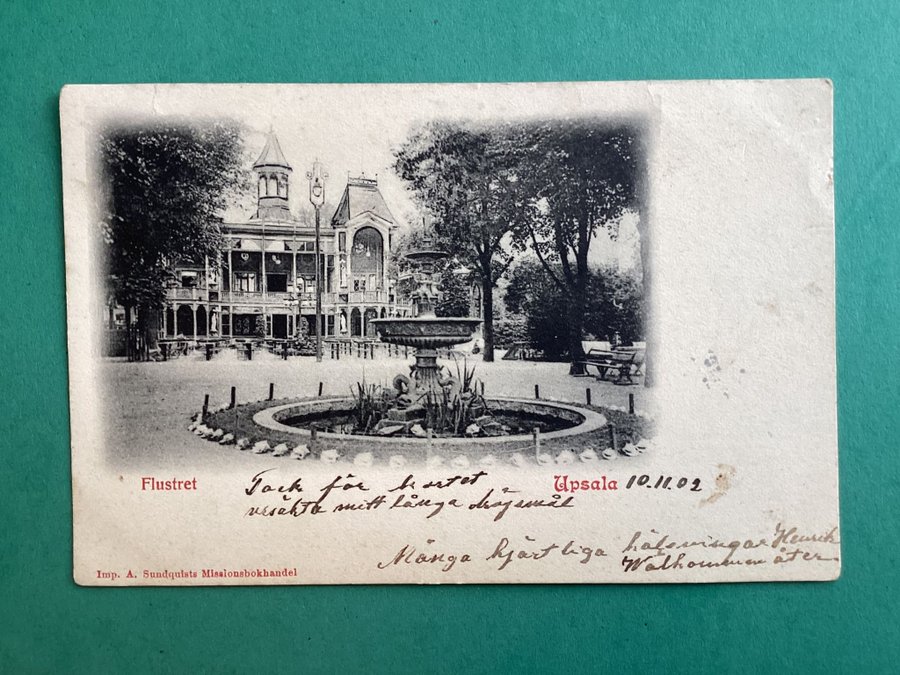 Flustret
Upsala 10.11.02
Tack för kortet
ursäkta mitt långa dröjsmål
Många hjärtliga hälsningar Henrik
Välkommen åter
Imp. A. Sundquists Missionsbokhandel